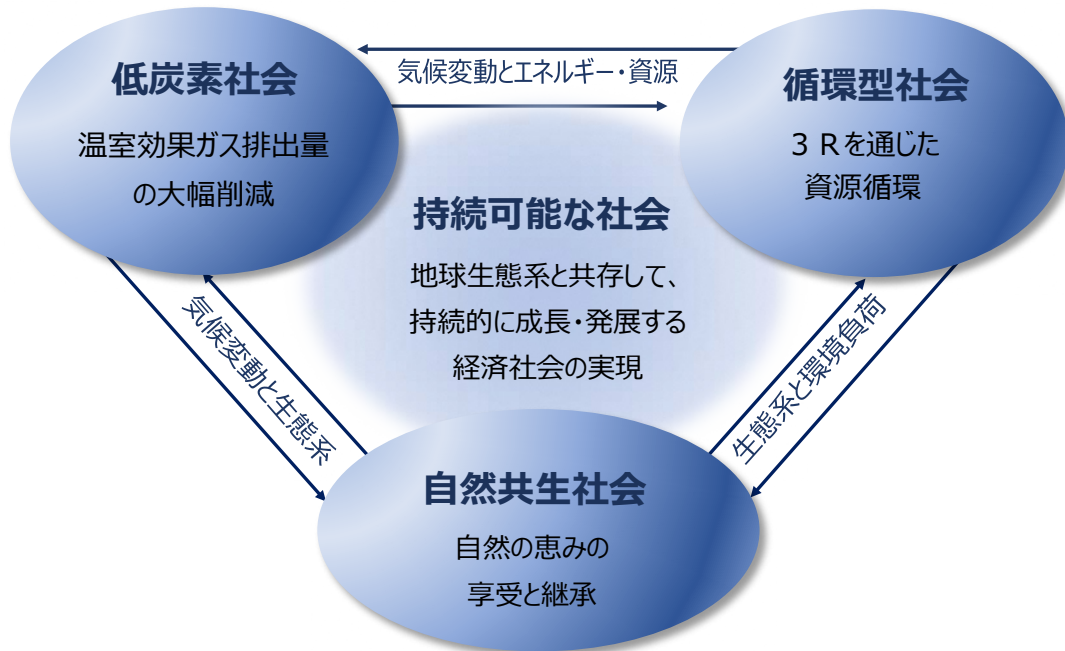 低炭素社会
温室効果ガス排出量
の大幅削減
気候変動とエネルギー・資源
循環型社会
3 Rを通じた
資源循環
持続可能な社会
地球生態系と共存して、
持続的に成長・発展する
経済社会の実現
気候変動と生態系
生態系と環境負荷
自然共生社会
自然の恵みの
享受と継承